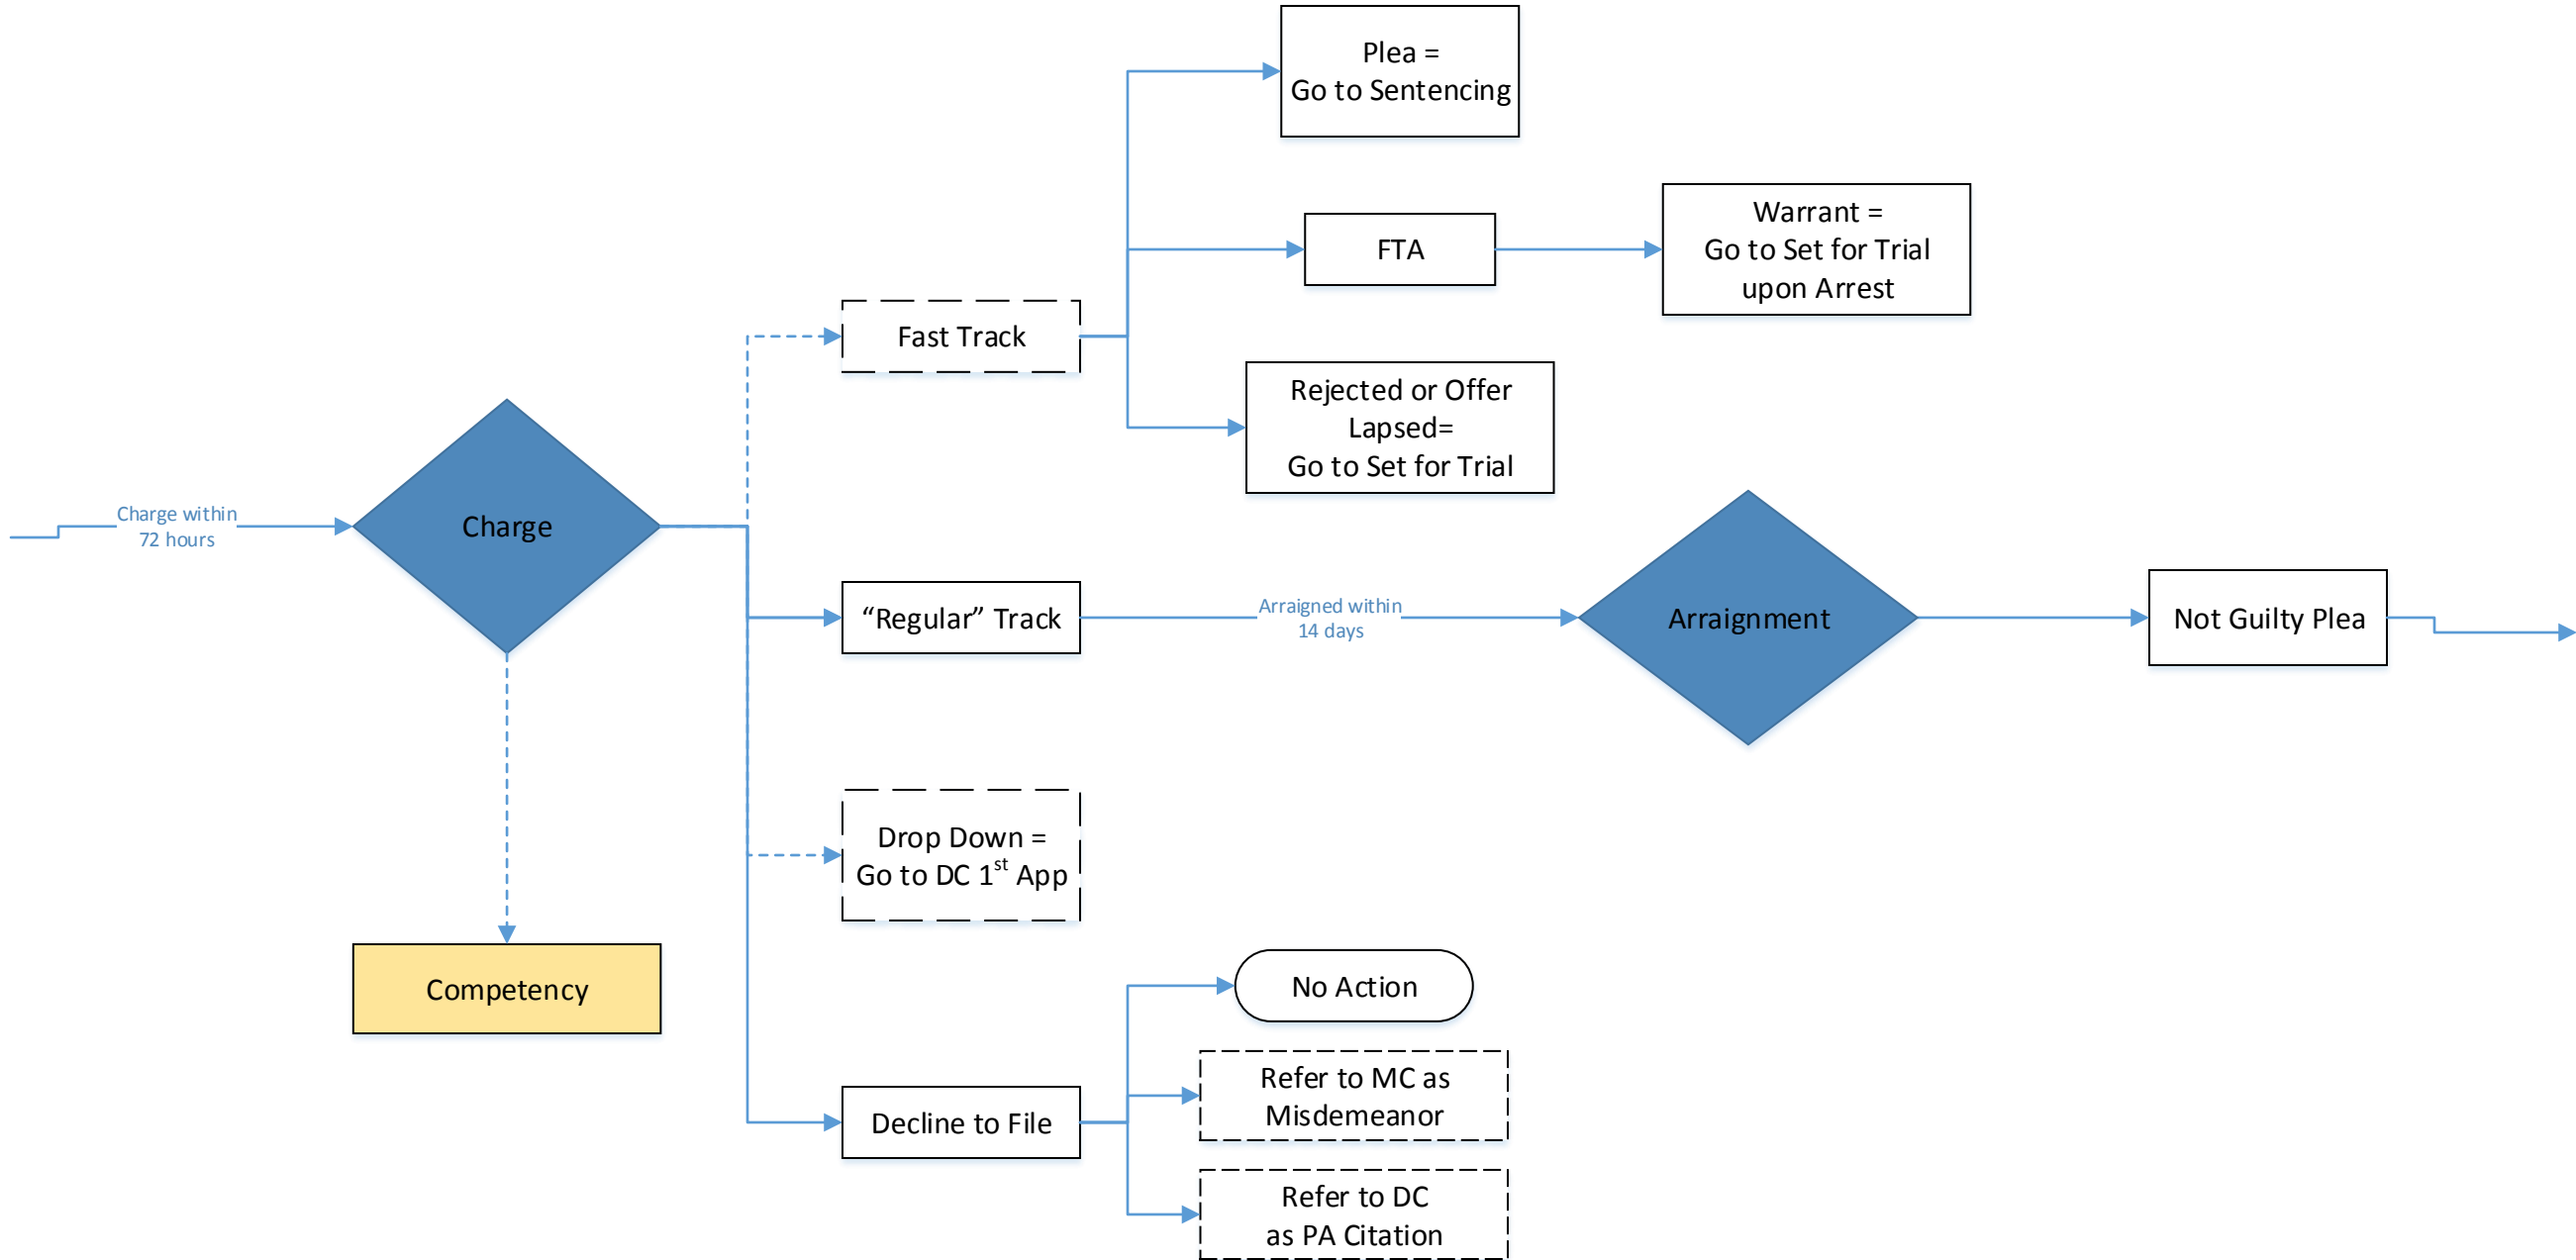 Plea =
Go to Sentencing
FTA
Warrant =
Go to Set for Trial
upon Arrest
Fast Track
Rejected or Offer
Lapsed=
Go to Set for Trial
Charge within
72 hours
Charge
“Regular” Track
Arraigned within
14 days
Arraignment
Not Guilty Plea
Drop Down =
Go to DC 1st App
Competency
No Action
Refer to MC as
Misdemeanor
Decline to File
Refer to DC
as PA Citation